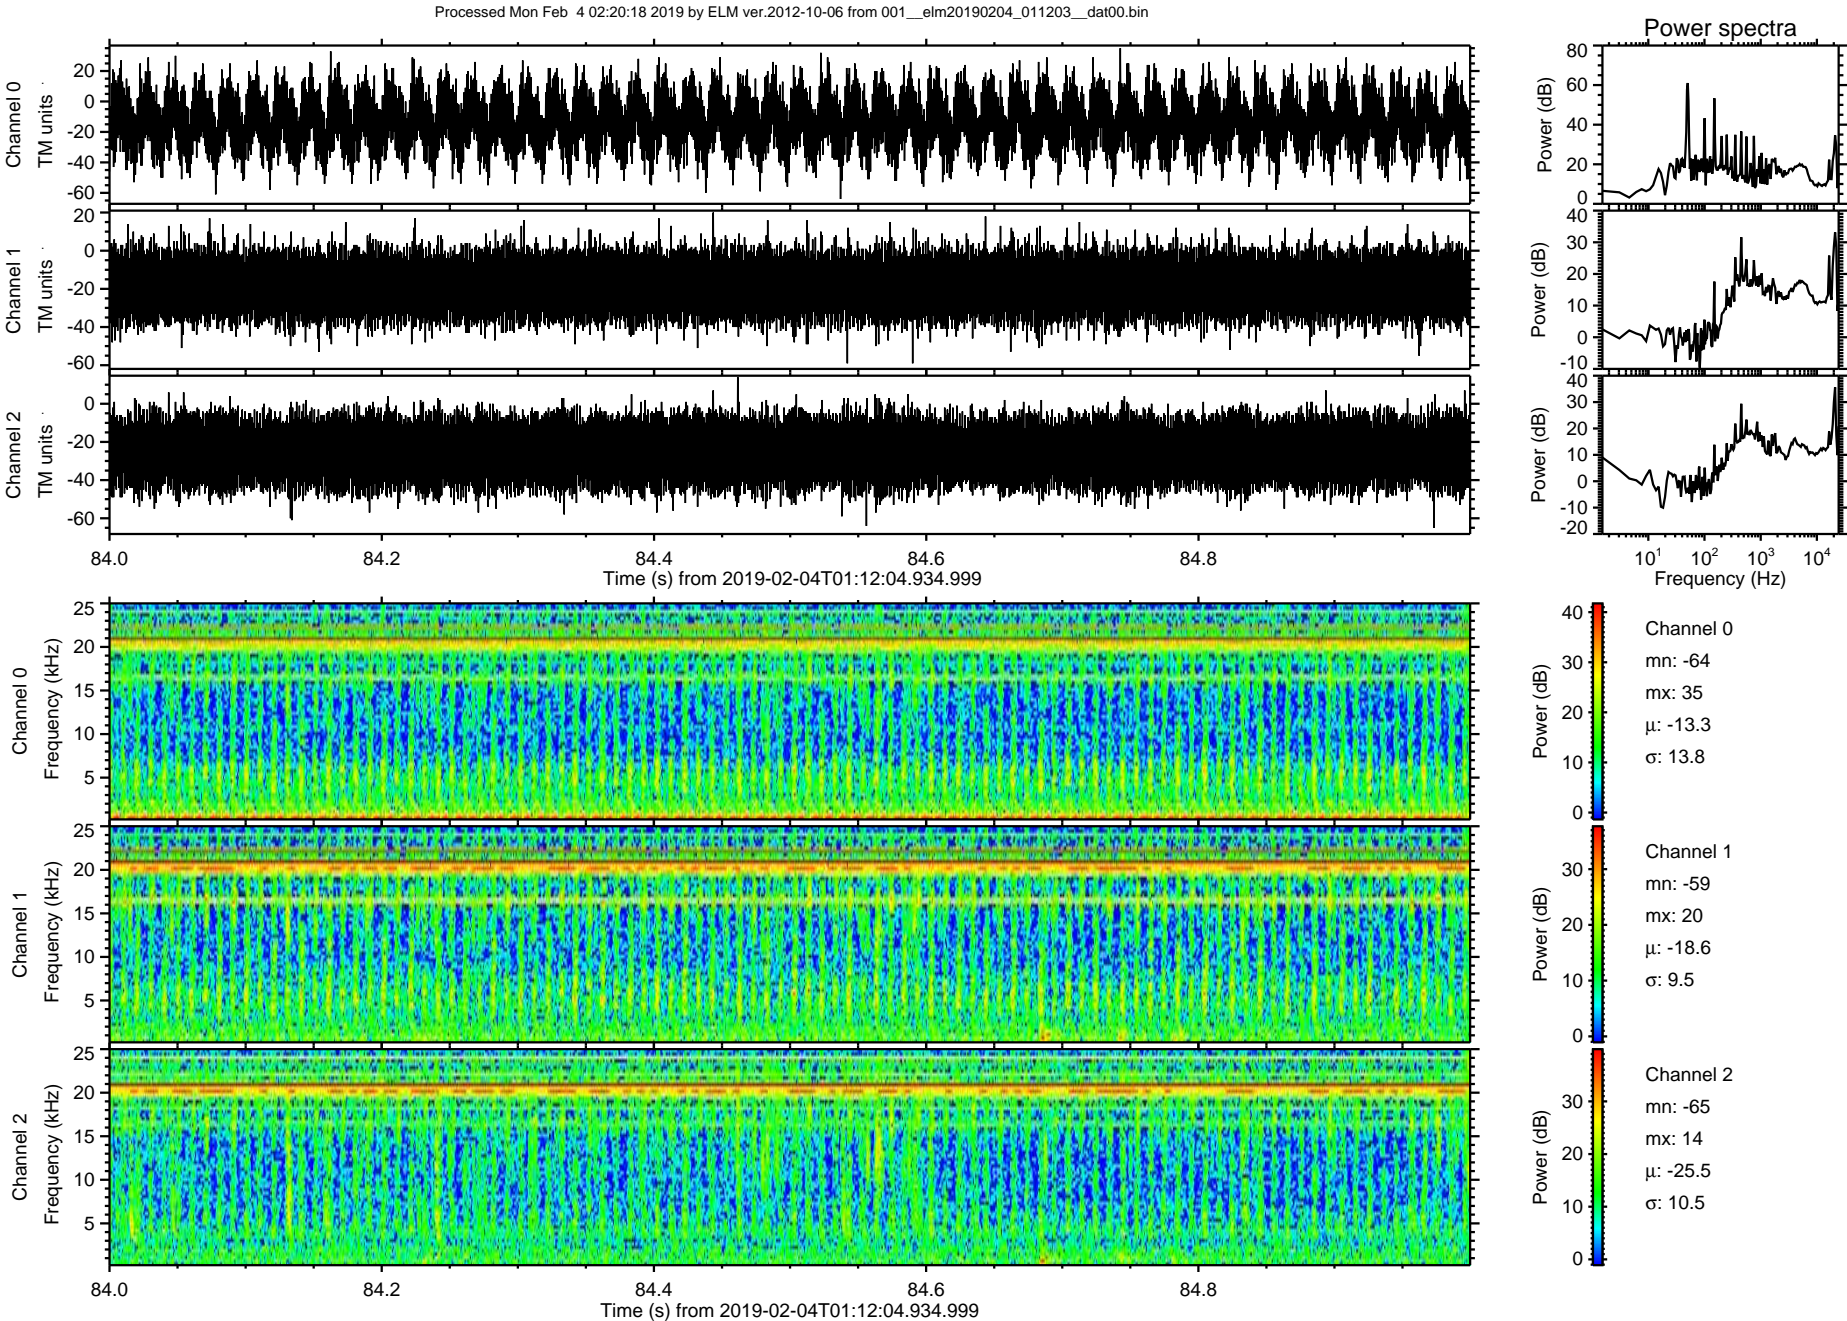 Processed Mon Feb  4 02:20:18 2019 by ELM ver.2012-10-06 from 001__elm20190204_011203__dat00.bin
Power spectra
Channel 0
TM units
20
0
-20
-40
-60
Power (dB)
80
60
40
20
0
Channel 1
TM units
20
0
-20
-40
-60
Power (dB)
40
30
20
10
0
-10
Channel 2
TM units
0
-20
-40
-60
Power (dB)
40
30
20
10
0
-10
-20
84.0 84.2 84.4 84.6 84.8
Time (s) from 2019-02-04T01:12:04.934.999
10¹ 10² 10³ 10⁴
Frequency (Hz)
Channel 0
Frequency (kHz)
25
20
15
10
5
Power (dB)
40
30
20
10
0
Channel 0
mn: -64
mx: 35
μ: -13.3
σ: 13.8
Channel 1
Frequency (kHz)
25
20
15
10
5
Power (dB)
30
20
10
0
Channel 1
mn: -59
mx: 20
μ: -18.6
σ: 9.5
Channel 2
Frequency (kHz)
25
20
15
10
5
Power (dB)
30
20
10
0
Channel 2
mn: -65
mx: 14
μ: -25.5
σ: 10.5
84.0 84.2 84.4 84.6 84.8
Time (s) from 2019-02-04T01:12:04.934.999